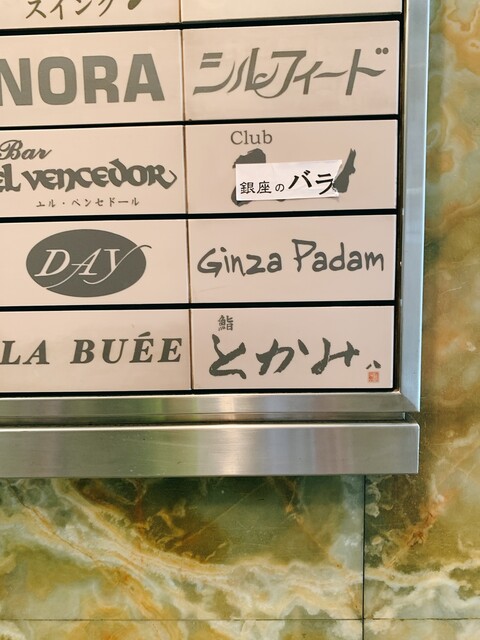 スイング
NORA
シルフィード
Bar
EL VENCEDOR
エル・ベンセドール
Club
銀座のバラ
DAY
Ginza Padam
LA BUÉE
鮨
とかみ
八